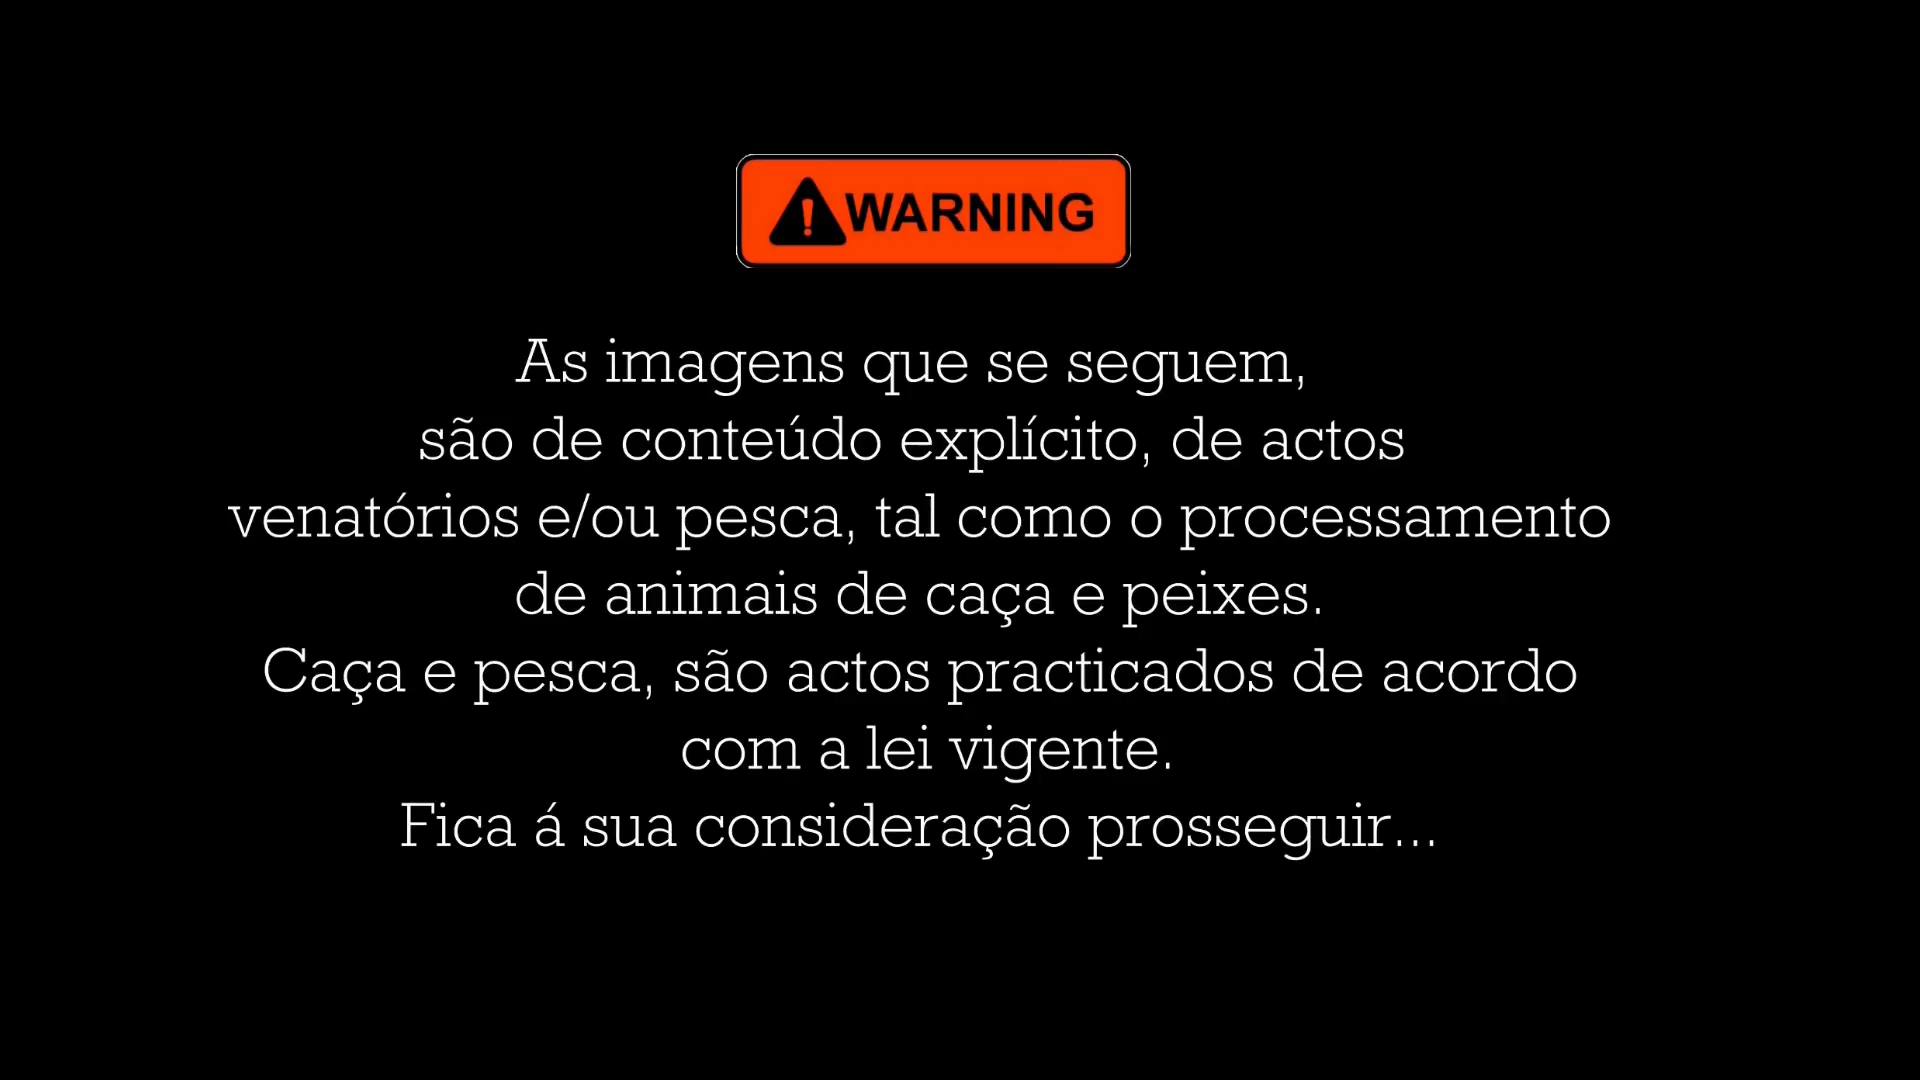 WARNING
As imagens que se seguem,
são de conteúdo explícito, de actos
venatórios e/ou pesca, tal como o processamento
de animais de caça e peixes.
Caça e pesca, são actos practicados de acordo
com a lei vigente.
Fica á sua consideração prosseguir...